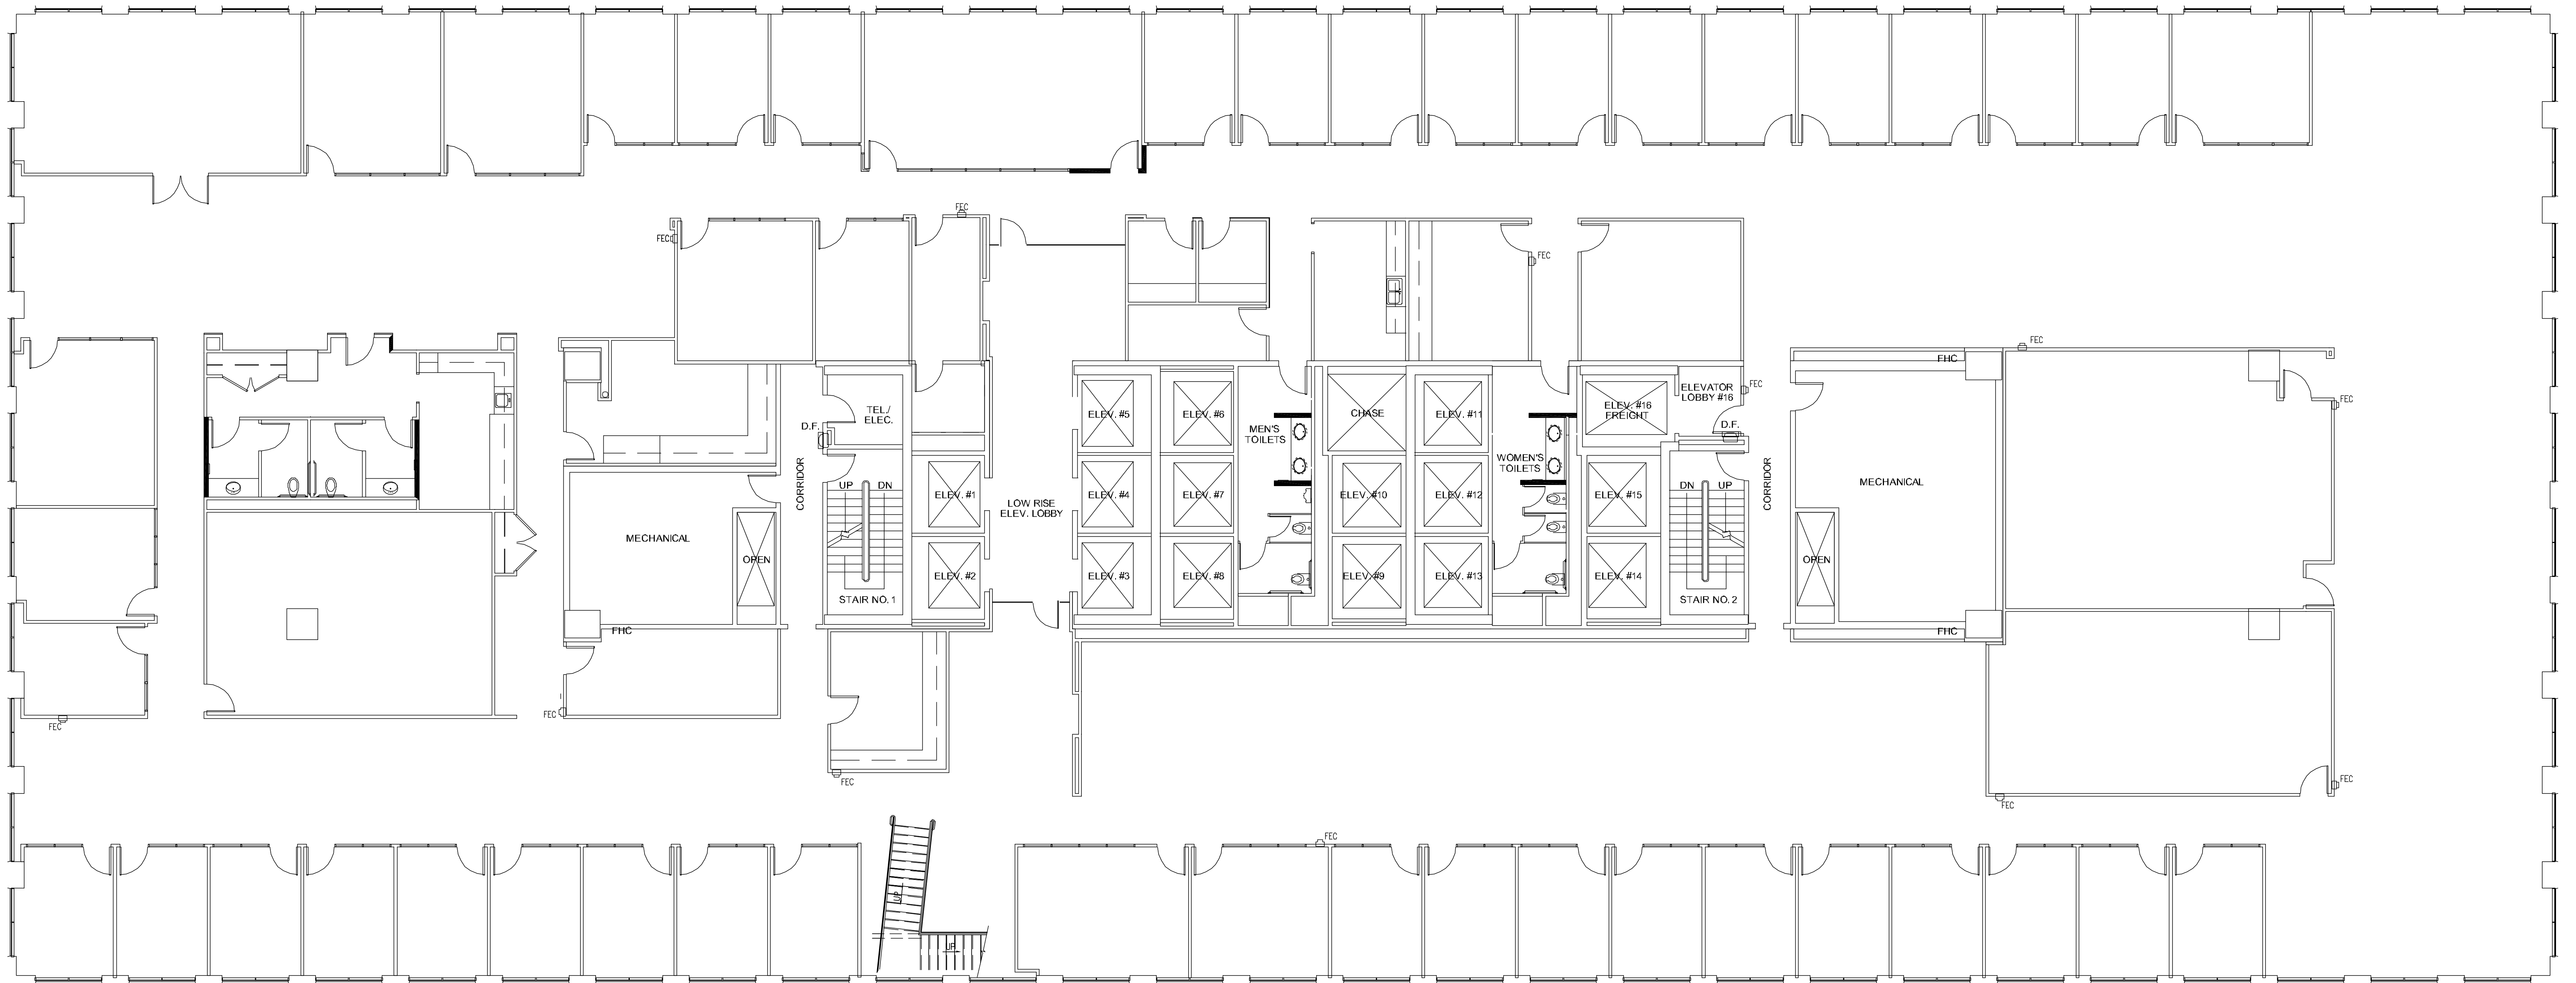 FEC
FEC
FEC
FEC
FHC
FEC
ELEVATOR
LOBBY #16
FEC
ELEV. #16
FREIGHT
TEL./
ELEC.
D.F.
ELEV. #5
ELEV. #6
MEN'S
TOILETS
CHASE
ELEV. #11
D.F.
WOMEN'S
TOILETS
CORRIDOR
UP
DN
ELEV. #1
LOW RISE
ELEV. LOBBY
ELEV. #4
ELEV. #7
ELEV. #10
ELEV. #12
ELEV. #15
DN
UP
CORRIDOR
MECHANICAL
MECHANICAL
OPEN
OPEN
ELEV. #2
ELEV. #3
ELEV. #8
ELEV. #9
ELEV. #13
ELEV. #14
STAIR NO. 1
STAIR NO. 2
FHC
FHC
FEC
FEC
FEC
FEC
FEC
FEC
UP
UP